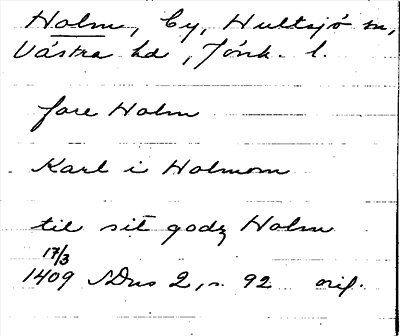 Holm, by, Hultsjö sn,
Västra hd, Jönk. l.
fore Holm
Karl i Holmom
til sit godz Holm
17/3
1409 SDns 2, s. 92 orig.